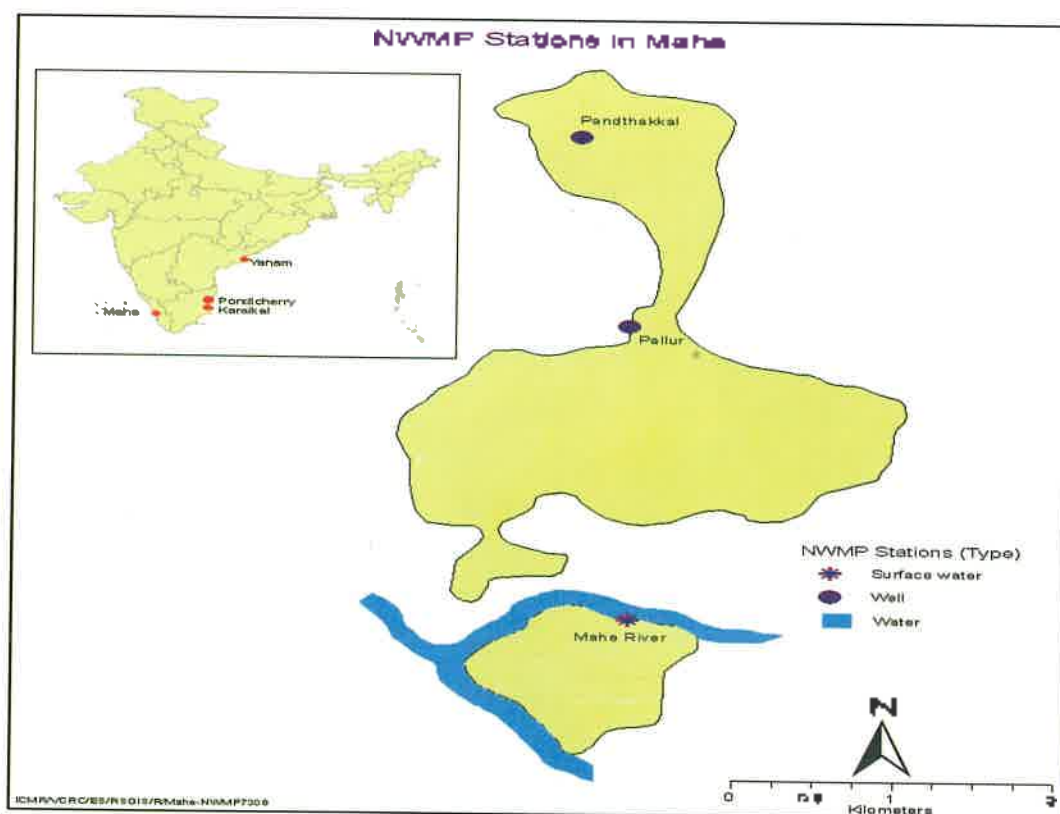 NWMP Stations in Mahe
Pandthakkal
Yanam
Pondicherry
Karaikal
Mahe
Pallur
NWMP Stations (Type)
Surface water
Well
Water
Mahe River
N
0 1
Kilometers